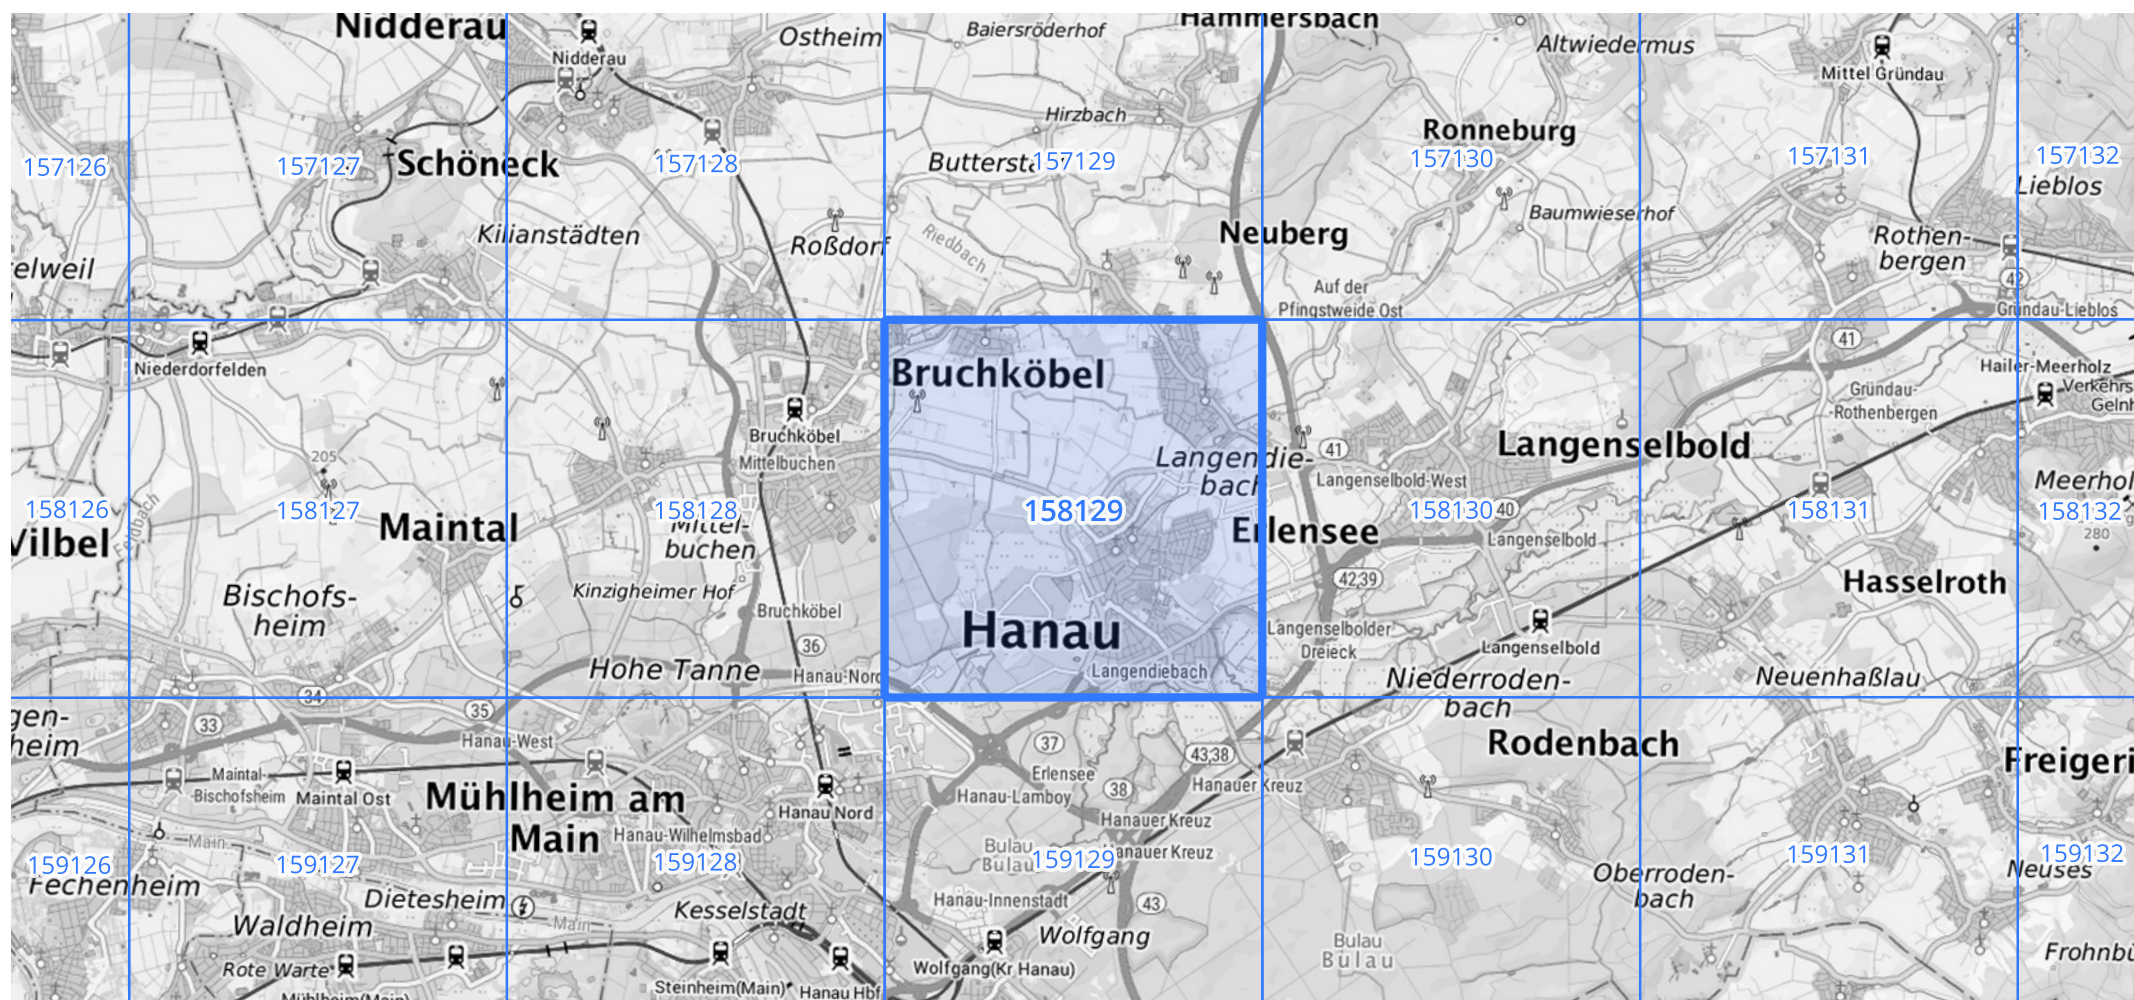 Nidderau
Nidderau
Ostheim
Baiersröderhof
Hammersbach
Altwiedermus
Mittel Gründau
Hirzbach
Ronneburg
157126
157127
Schöneck
157128
Butterst
157129
157130
157131
157132
Lieblos
Kilianstädten
Roßdorf
Riedbach
Neuberg
Baumwieserhof
Rothen-
bergen
elweil
Auf der
Pfingstweide Ost
42
Gründau-Lieblos
Niederdorfelden
Bruchköbel
41
Hailer-Meerholz
Verkehrs
Geln
Gründau-
-Rothenbergen
Bruchköbel
Mittelbuchen
205
Langendie-
bach
41
Langenselbold-West
Langenselbold
Meerhol
158126
158127
158128
158129
158130
40
158131
158132
280
Vilbel
Maintal
Mittel-
buchen
Erlensee
Langenselbold
Bischofs-
heim
Kinzigheimer Hof
Bruchköbel
42,39
Hasselroth
36
Hanau
Langenselbolder
Dreieck
Langenselbold
Hohe Tanne
Hanau-Nord
Langendiebach
Niederroden-
bach
Neuenhaßlau
34
gen-
heim
33
35
Hanau-West
37
43,38
Rodenbach
Freigeri
Maintal
-Bischofsheim
Maintal Ost
Mühlheim am
Main
Hanau Nord
Erlensee
Hanau-Lamboy
38
Hanauer Kreuz
Hanauer Kreuz
Main
Hanau-Wilhelmsbad
Bulau
Bulau
Hanauer Kreuz
159126
159127
159128
159129
159130
159131
159132
Fechenheim
Neuses
Dietesheim
Main
Kesselstadt
Hanau-Innenstadt
43
Oberroden-
bach
Waldheim
Wolfgang
Bulau
Bulau
Frohnbü
Rote Warte
Wolfgang(Kr Hanau)
Steinheim(Main)
Hanau Hbf
Mühlheim(Main)